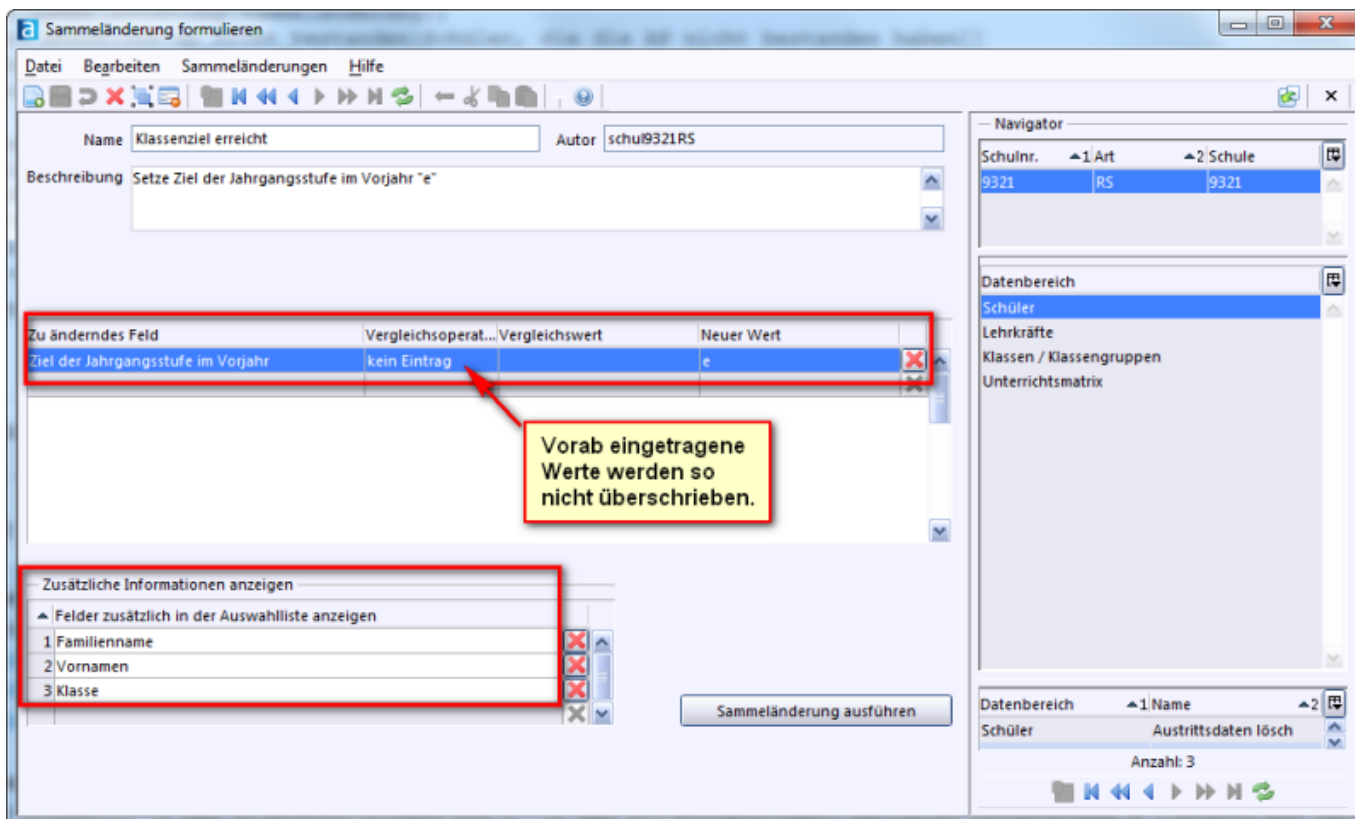 Sammeländerung formulieren
Datei Bearbeiten Sammeländerungen Hilfe
Name Klassenziel erreicht Autor schul9321RS
Beschreibung Setze Ziel der Jahrgangsstufe im Vorjahr "e"
Zu änderndes Feld Vergleichsoperat... Vergleichswert Neuer Wert
Ziel der Jahrgangsstufe im Vorjahr kein Eintrag e
Vorab eingetragene
Werte werden so
nicht überschrieben.
Zusätzliche Informationen anzeigen
Felder zusätzlich in der Auswahlliste anzeigen
1 Familienname
2 Vornamen
3 Klasse
Sammeländerung ausführen
Navigator
Schulnr. 1 Art 2 Schule
9321 RS 9321
Datenbereich
Schüler
Lehrkräfte
Klassen / Klassengruppen
Unterrichtsmatrix
Datenbereich 1 Name 2
Schüler Austrittsdaten lösch
Anzahl: 3